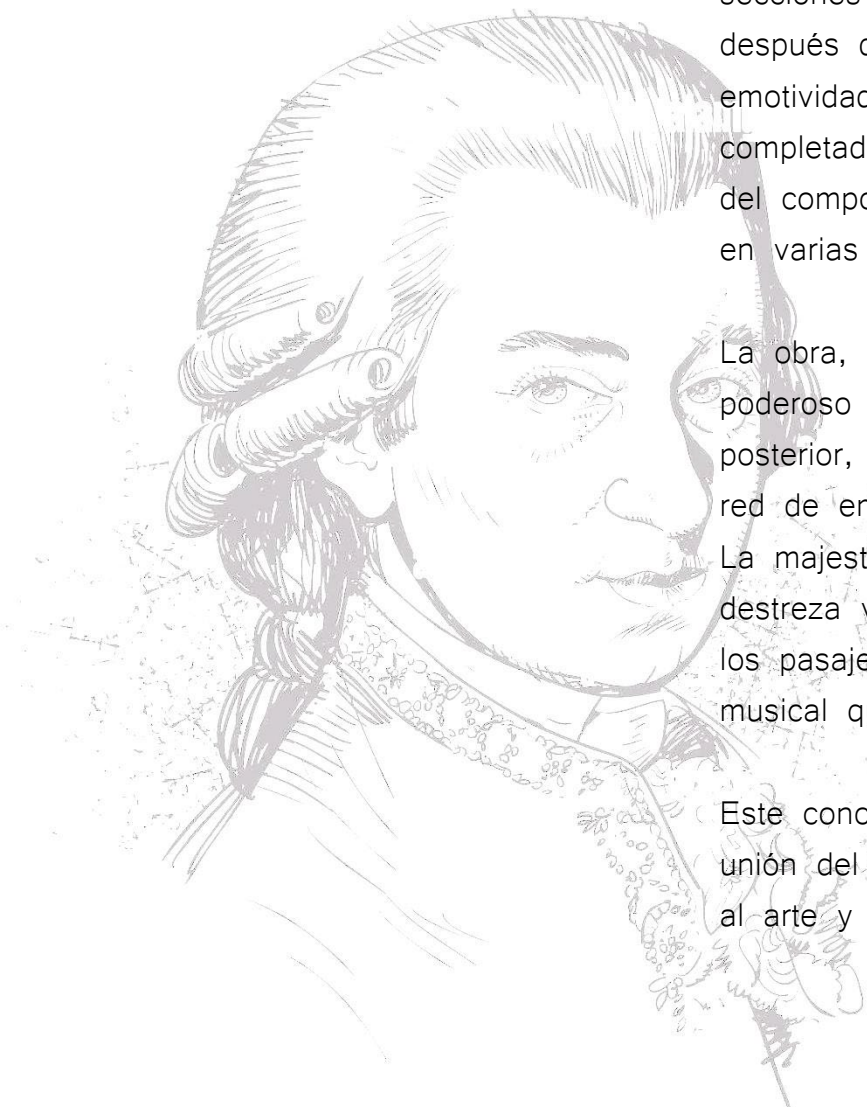 secciones
después
emotividad
completad
del compo
en varias
La obra,
poderoso
posterior,
red de en
La majest
destreza
los pasaje
musical q
Este conc
unión del
al arte y